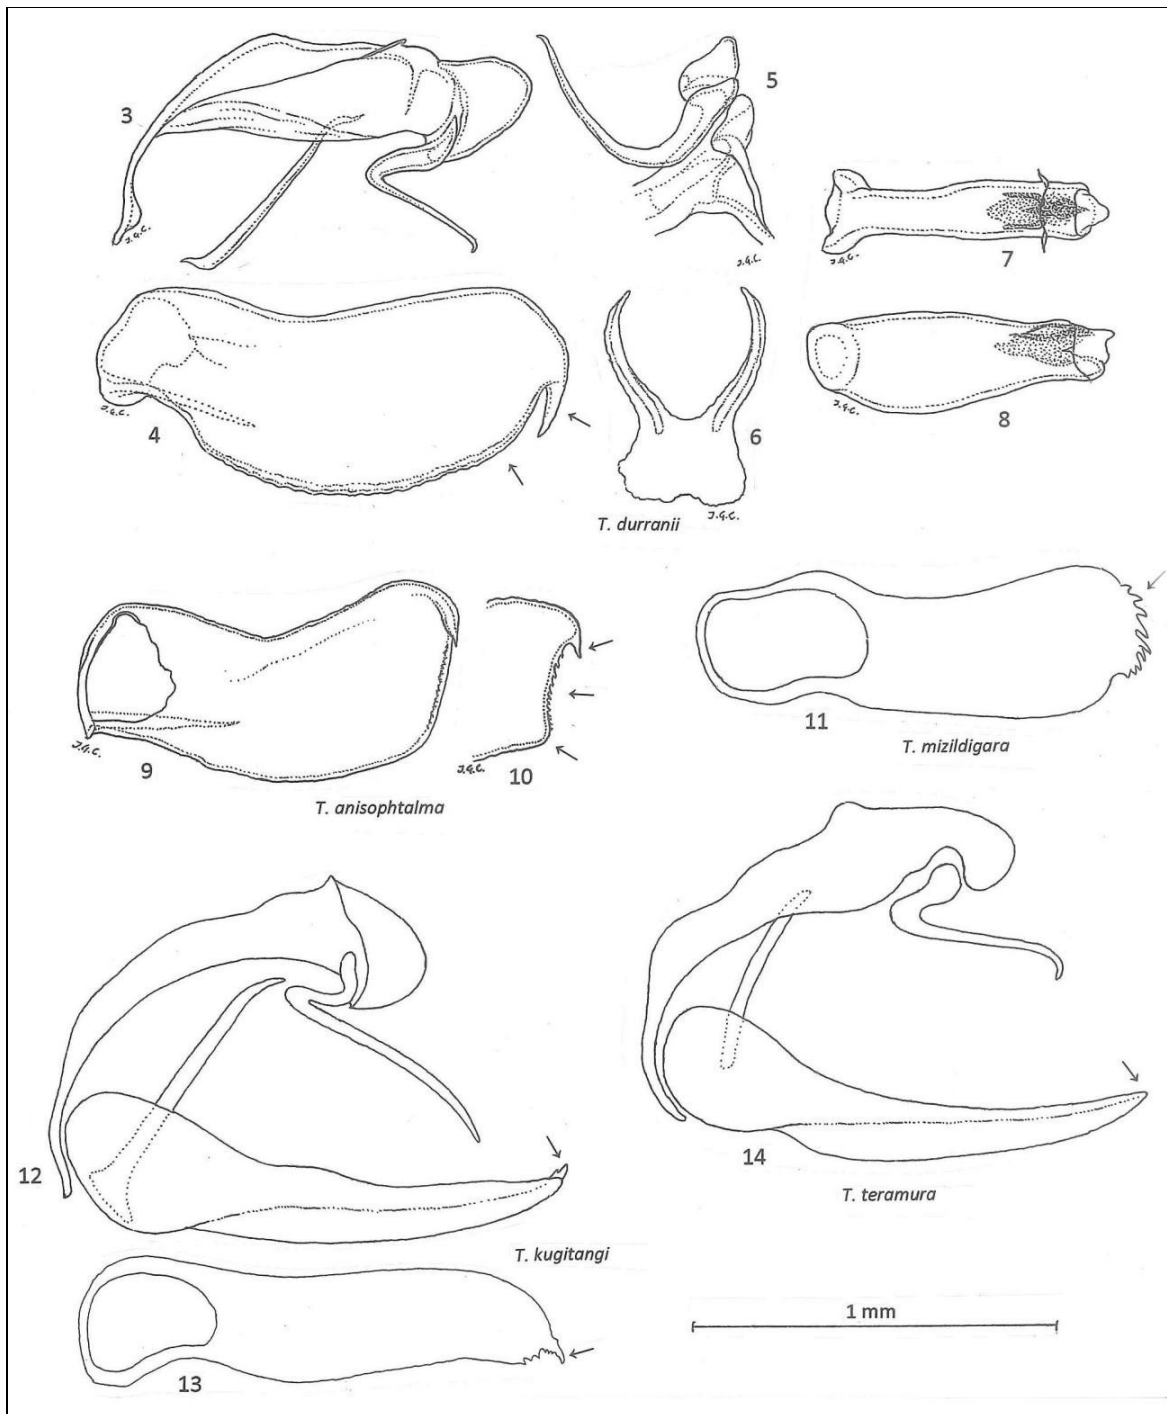 3
J.G.C.
5
J.G.C.
7
J.G.C.
4
J.G.C.
6
J.G.C.
8
J.G.C.
T. durranii
9
J.G.C.
10
J.G.C.
T. anisophtalma
11
T. mizildigara
12
T. kugitangi
14
T. teramura
13
1 mm